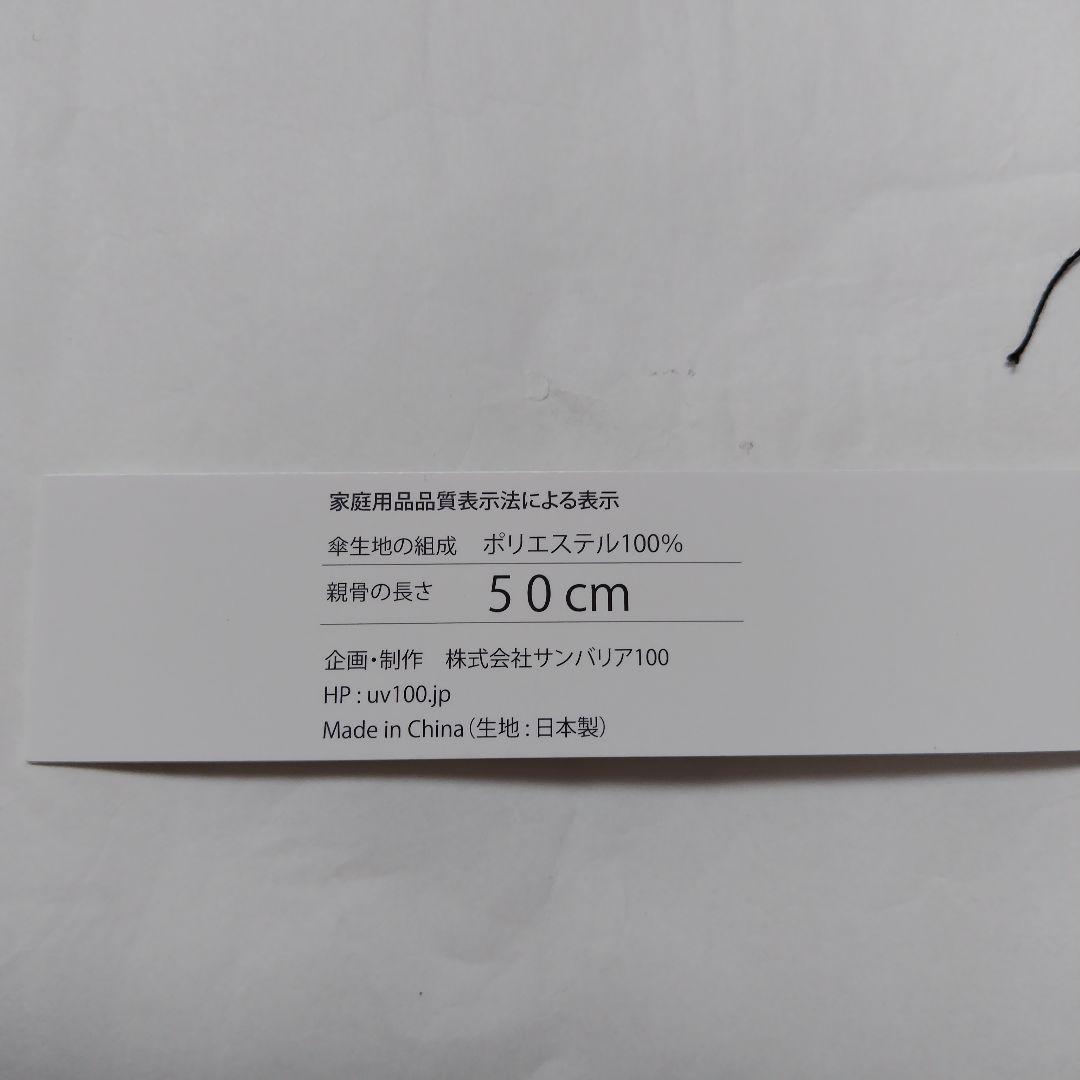 家庭用品品質表示法による表示
傘生地の組成　ポリエステル100%
親骨の長さ　50cm
企画・制作　株式会社サンバリア100
HP : uv100.jp
Made in China（生地 : 日本製）